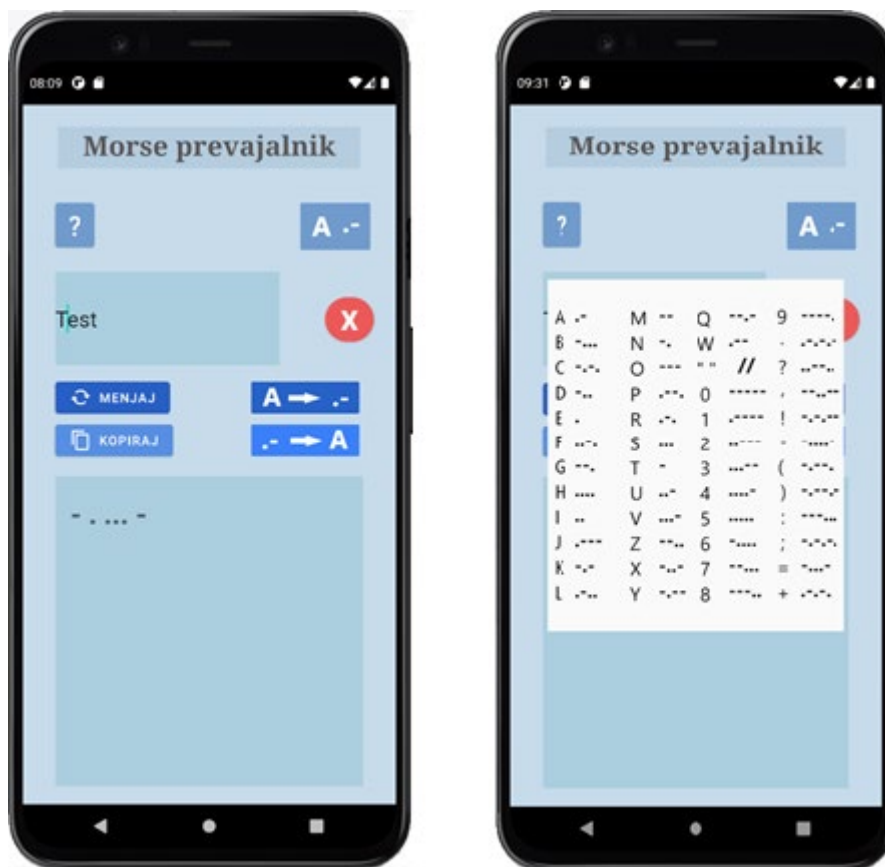 08:09
Morse prevajalnik
?
A .-
Test
X
MENJAJ
A → .-
KOPIRAJ
.- → A
- . ... -
09:31
Morse prevajalnik
?
A .-
A .- M -- Q --.- 9 ----.
B -... N -. W .-- . .-.-.-
C -.-. O --- " " // ? ..--..
D -.. P .--. 0 ----- , --..--
E . R .-. 1 .---- ! -.-.--
F ..-. S ... 2 ..--- - -....-
G --. T - 3 ...-- ( -.--.
H .... U ..- 4 ....- ) -.--.-
I .. V ...- 5 ..... : ---...
J .--- Z --.. 6 -.... ; -.-.-.
K -.- X -..- 7 --... = -...-
L .-.. Y -.-- 8 ---.. + .-.-.